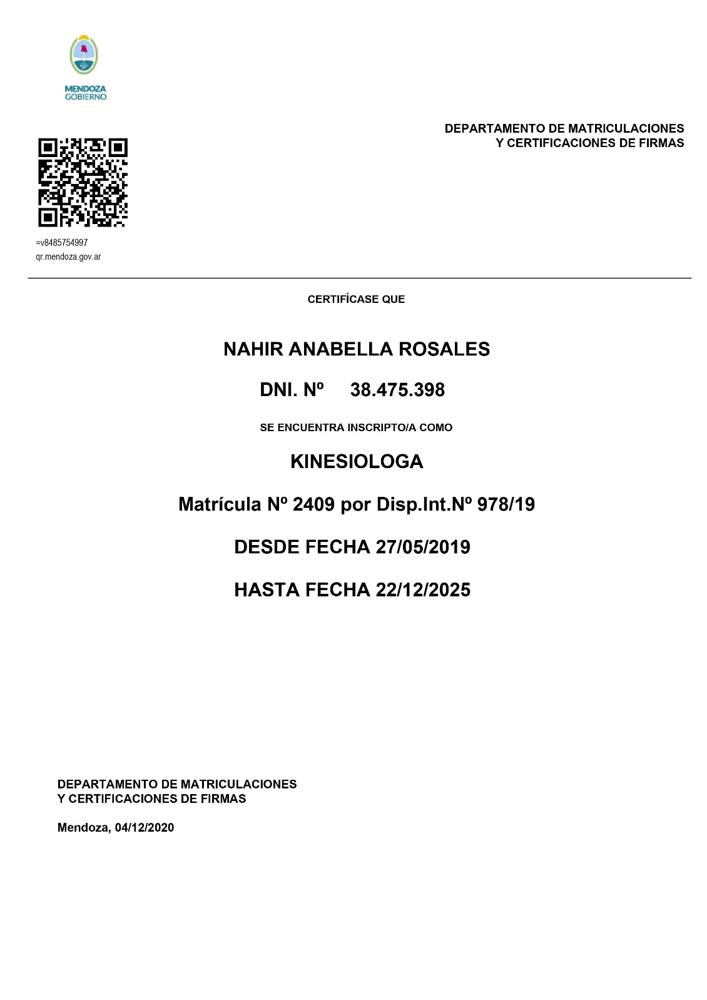 MENDOZA
GOBIERNO
DEPARTAMENTO DE MATRICULACIONES
Y CERTIFICACIONES DE FIRMAS
=v8485754997
qr.mendoza.gov.ar
CERTIFÍCASE QUE
NAHIR ANABELLA ROSALES
DNI. Nº 38.475.398
SE ENCUENTRA INSCRIPTO/A COMO
KINESIOLOGA
Matrícula Nº 2409 por Disp.Int.Nº 978/19
DESDE FECHA 27/05/2019
HASTA FECHA 22/12/2025
DEPARTAMENTO DE MATRICULACIONES
Y CERTIFICACIONES DE FIRMAS
Mendoza, 04/12/2020